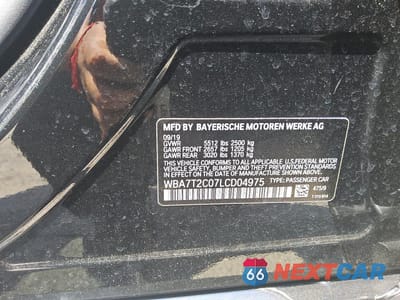 MFD BY BAYERISCHE MOTOREN WERKE AG
09/19
GVWR 5512 lbs 2500 kg
GAWR FRONT 2657 lbs 1205 kg
GAWR REAR 3020 lbs 1370 kg
THIS VEHICLE CONFORMS TO ALL APPLICABLE FEDERAL
SAFETY, BUMPER AND THEFT PREVENTION STANDARDS
IN EFFECT ON THE DATE OF MANUFACTURE SHOWN ABOVE.
WBA7T2C07LCD04975
TYPE: PASSENGER CAR
475/9
66 NEXTCAR